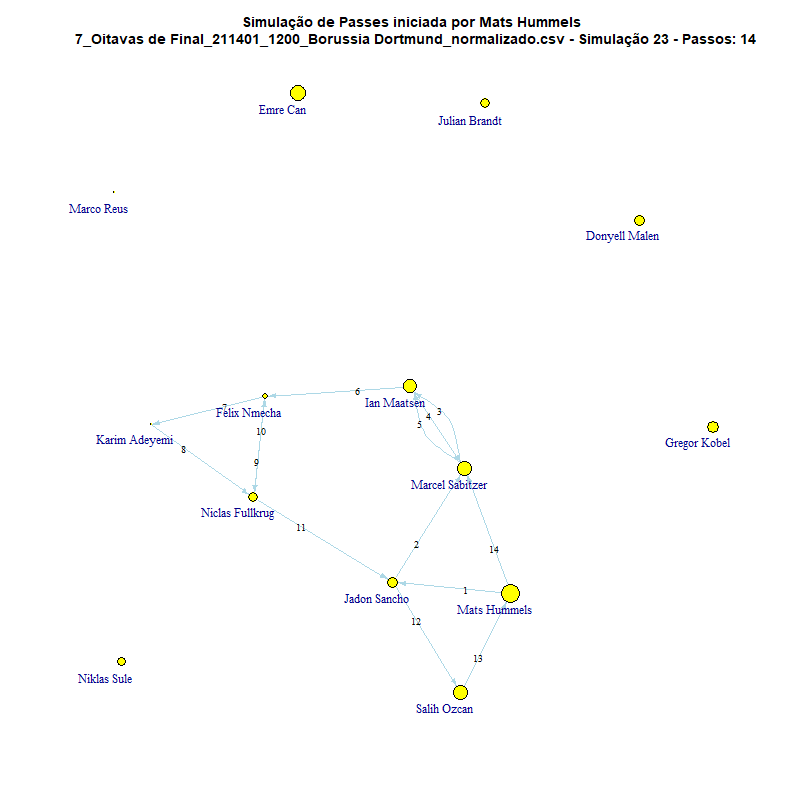 Simulação de Passes iniciada por Mats Hummels
7_Oitavas de Final_211401_1200_Borussia Dortmund_normalizado.csv - Simulação 23 - Passos: 14
Emre Can
Julian Brandt
Marco Reus
Donyell Malen
6
Ian Maatsen
3
4
5
7
Felix Nmecha
10
Karim Adeyemi
8
9
Gregor Kobel
Marcel Sabitzer
Niclas Fullkrug
11
2
14
1
Jadon Sancho
Mats Hummels
12
13
Niklas Sule
Salih Ozcan